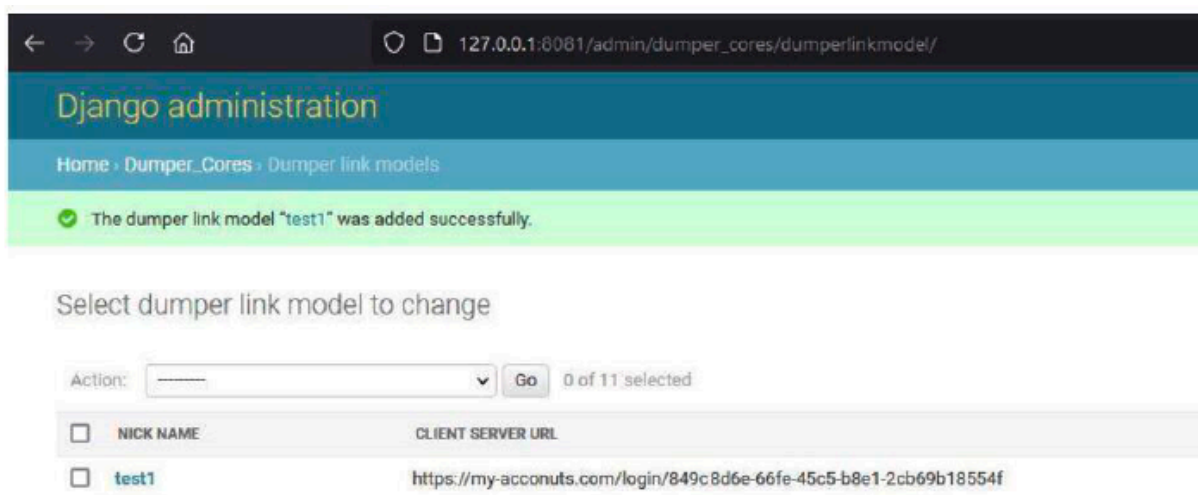 127.0.0.1:8081/admin/dumper_cores/dumperlinkmodel/
Django administration
Home › Dumper_Cores › Dumper link models
The dumper link model "test1" was added successfully.
Select dumper link model to change
Action: --------- Go 0 of 11 selected
NICK NAME CLIENT SERVER URL
test1 https://my-acconuts.com/login/849c8d6e-66fe-45c5-b8e1-2cb69b18554f